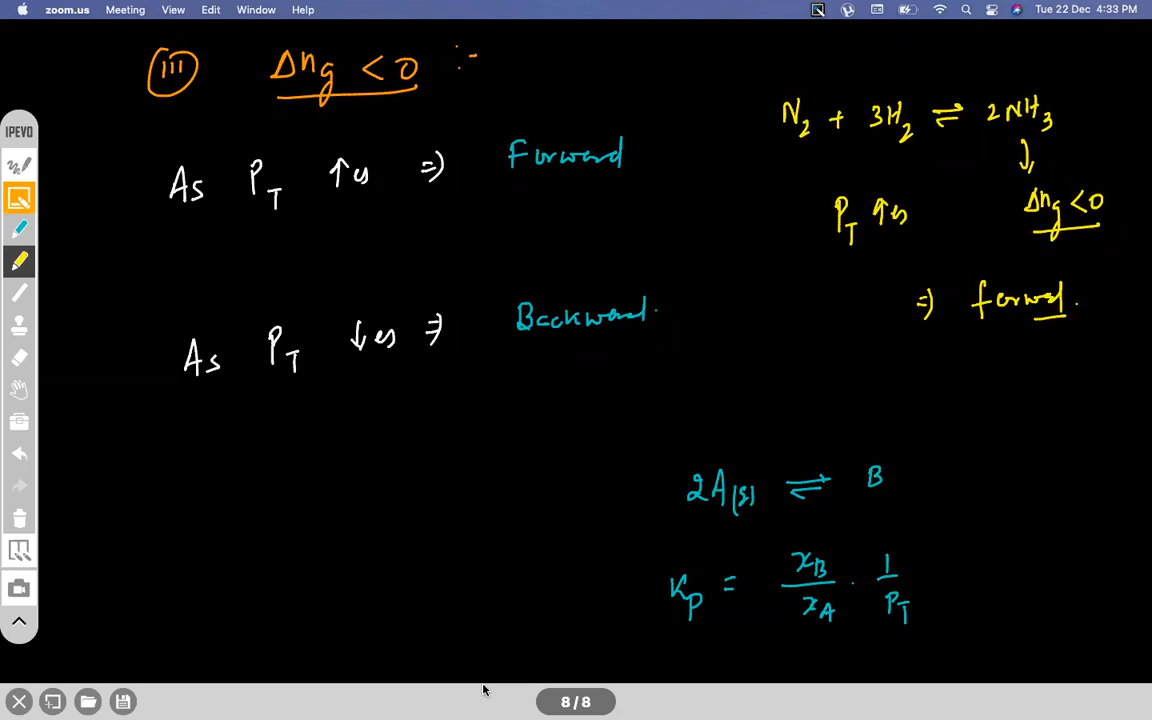 zoom.us Meeting View Edit Window Help Tue 22 Dec 4:33 PM
IPEVO
(iii) Δng < 0 :-
N2 + 3H2 ⇌ 2NH3
As PT ↑es ⇒ Forward
PT ↑es Δng < 0
⇒ forwad.
As PT ↓es ⇒ Backward.
2A(g) ⇌ B
Kp = xB/xA · 1/PT
8/8